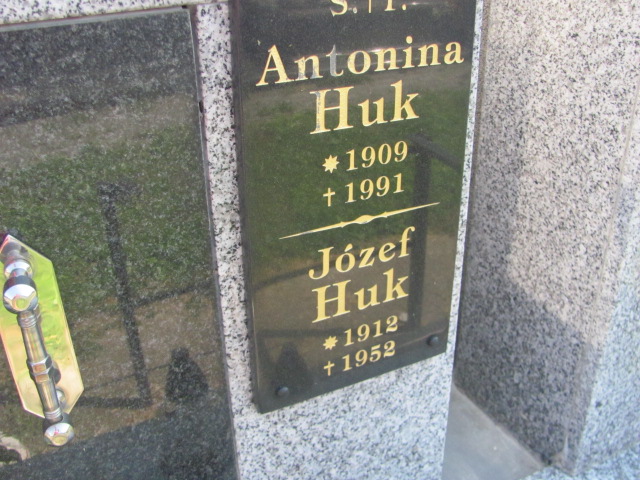 Ś. † P.
Antonina
Huk
* 1909
† 1991
Józef
Huk
* 1912
† 1952